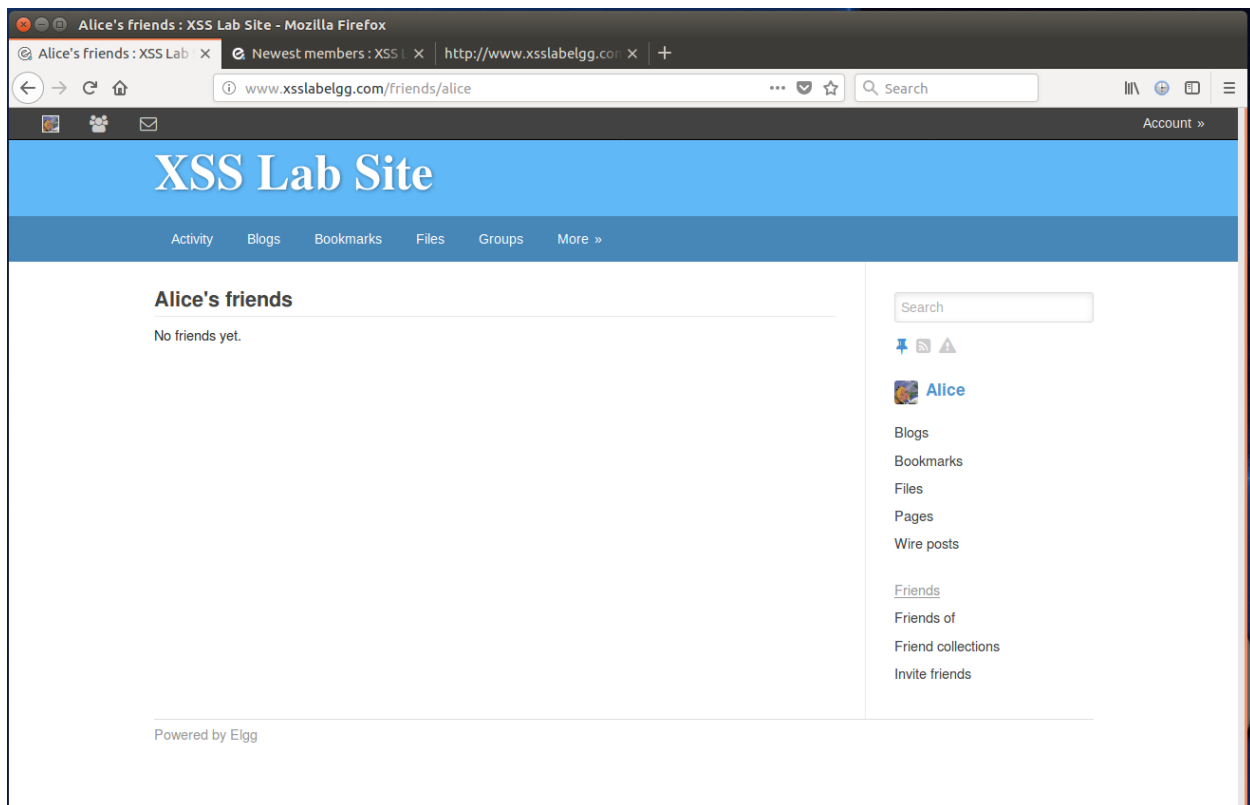 Alice's friends : XSS Lab Site - Mozilla Firefox
Alice's friends : XSS Lab
Newest members : XSS
http://www.xsslabelgg.com
www.xsslabelgg.com/friends/alice
Search
Account »
XSS Lab Site
Activity Blogs Bookmarks Files Groups More »
Alice's friends
No friends yet.
Search
Alice
Blogs
Bookmarks
Files
Pages
Wire posts
Friends
Friends of
Friend collections
Invite friends
Powered by Elgg